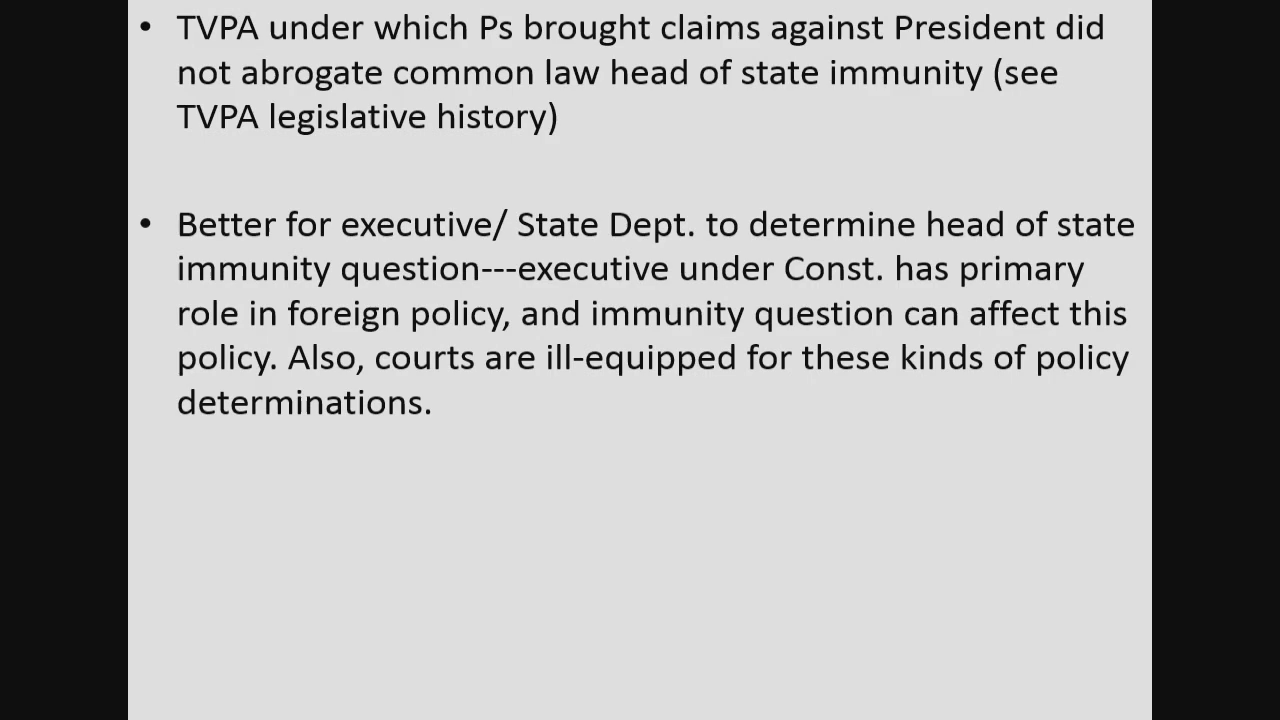 • TVPA under which Ps brought claims against President did
not abrogate common law head of state immunity (see
TVPA legislative history)
• Better for executive/ State Dept. to determine head of state
immunity question---executive under Const. has primary
role in foreign policy, and immunity question can affect this
policy. Also, courts are ill-equipped for these kinds of policy
determinations.